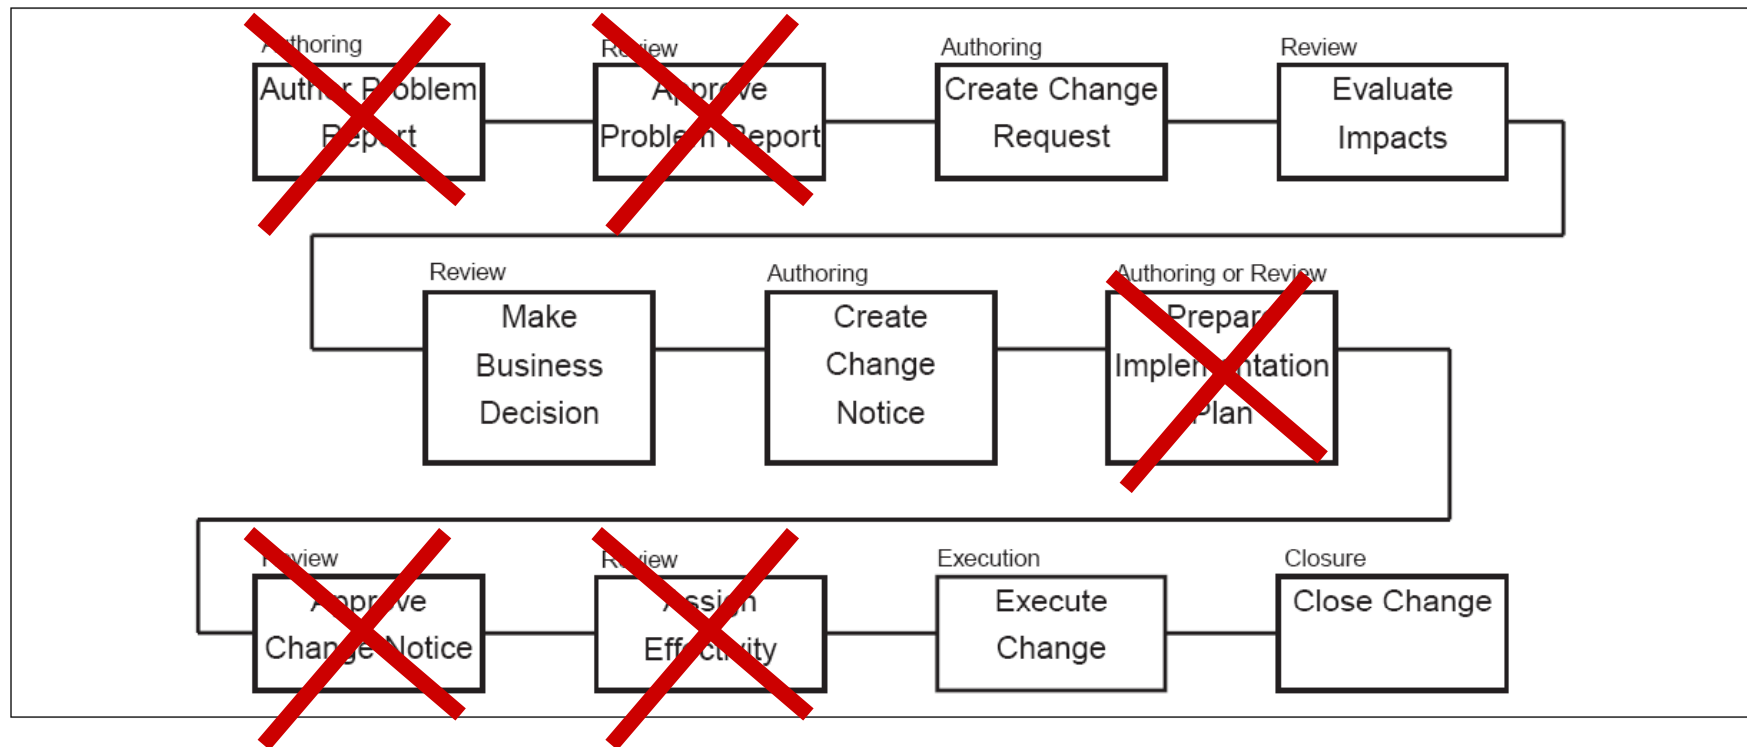 Authoring
Review
Authoring
Review
Author Problem
Report
Approve
Problem Report
Create Change
Request
Evaluate
Impacts
Review
Authoring
Authoring or Review
Make
Business
Decision
Create
Change
Notice
Prepare
Implementation
Plan
Review
Review
Execution
Closure
Approve
Change Notice
Assign
Effectivity
Execute
Change
Close Change